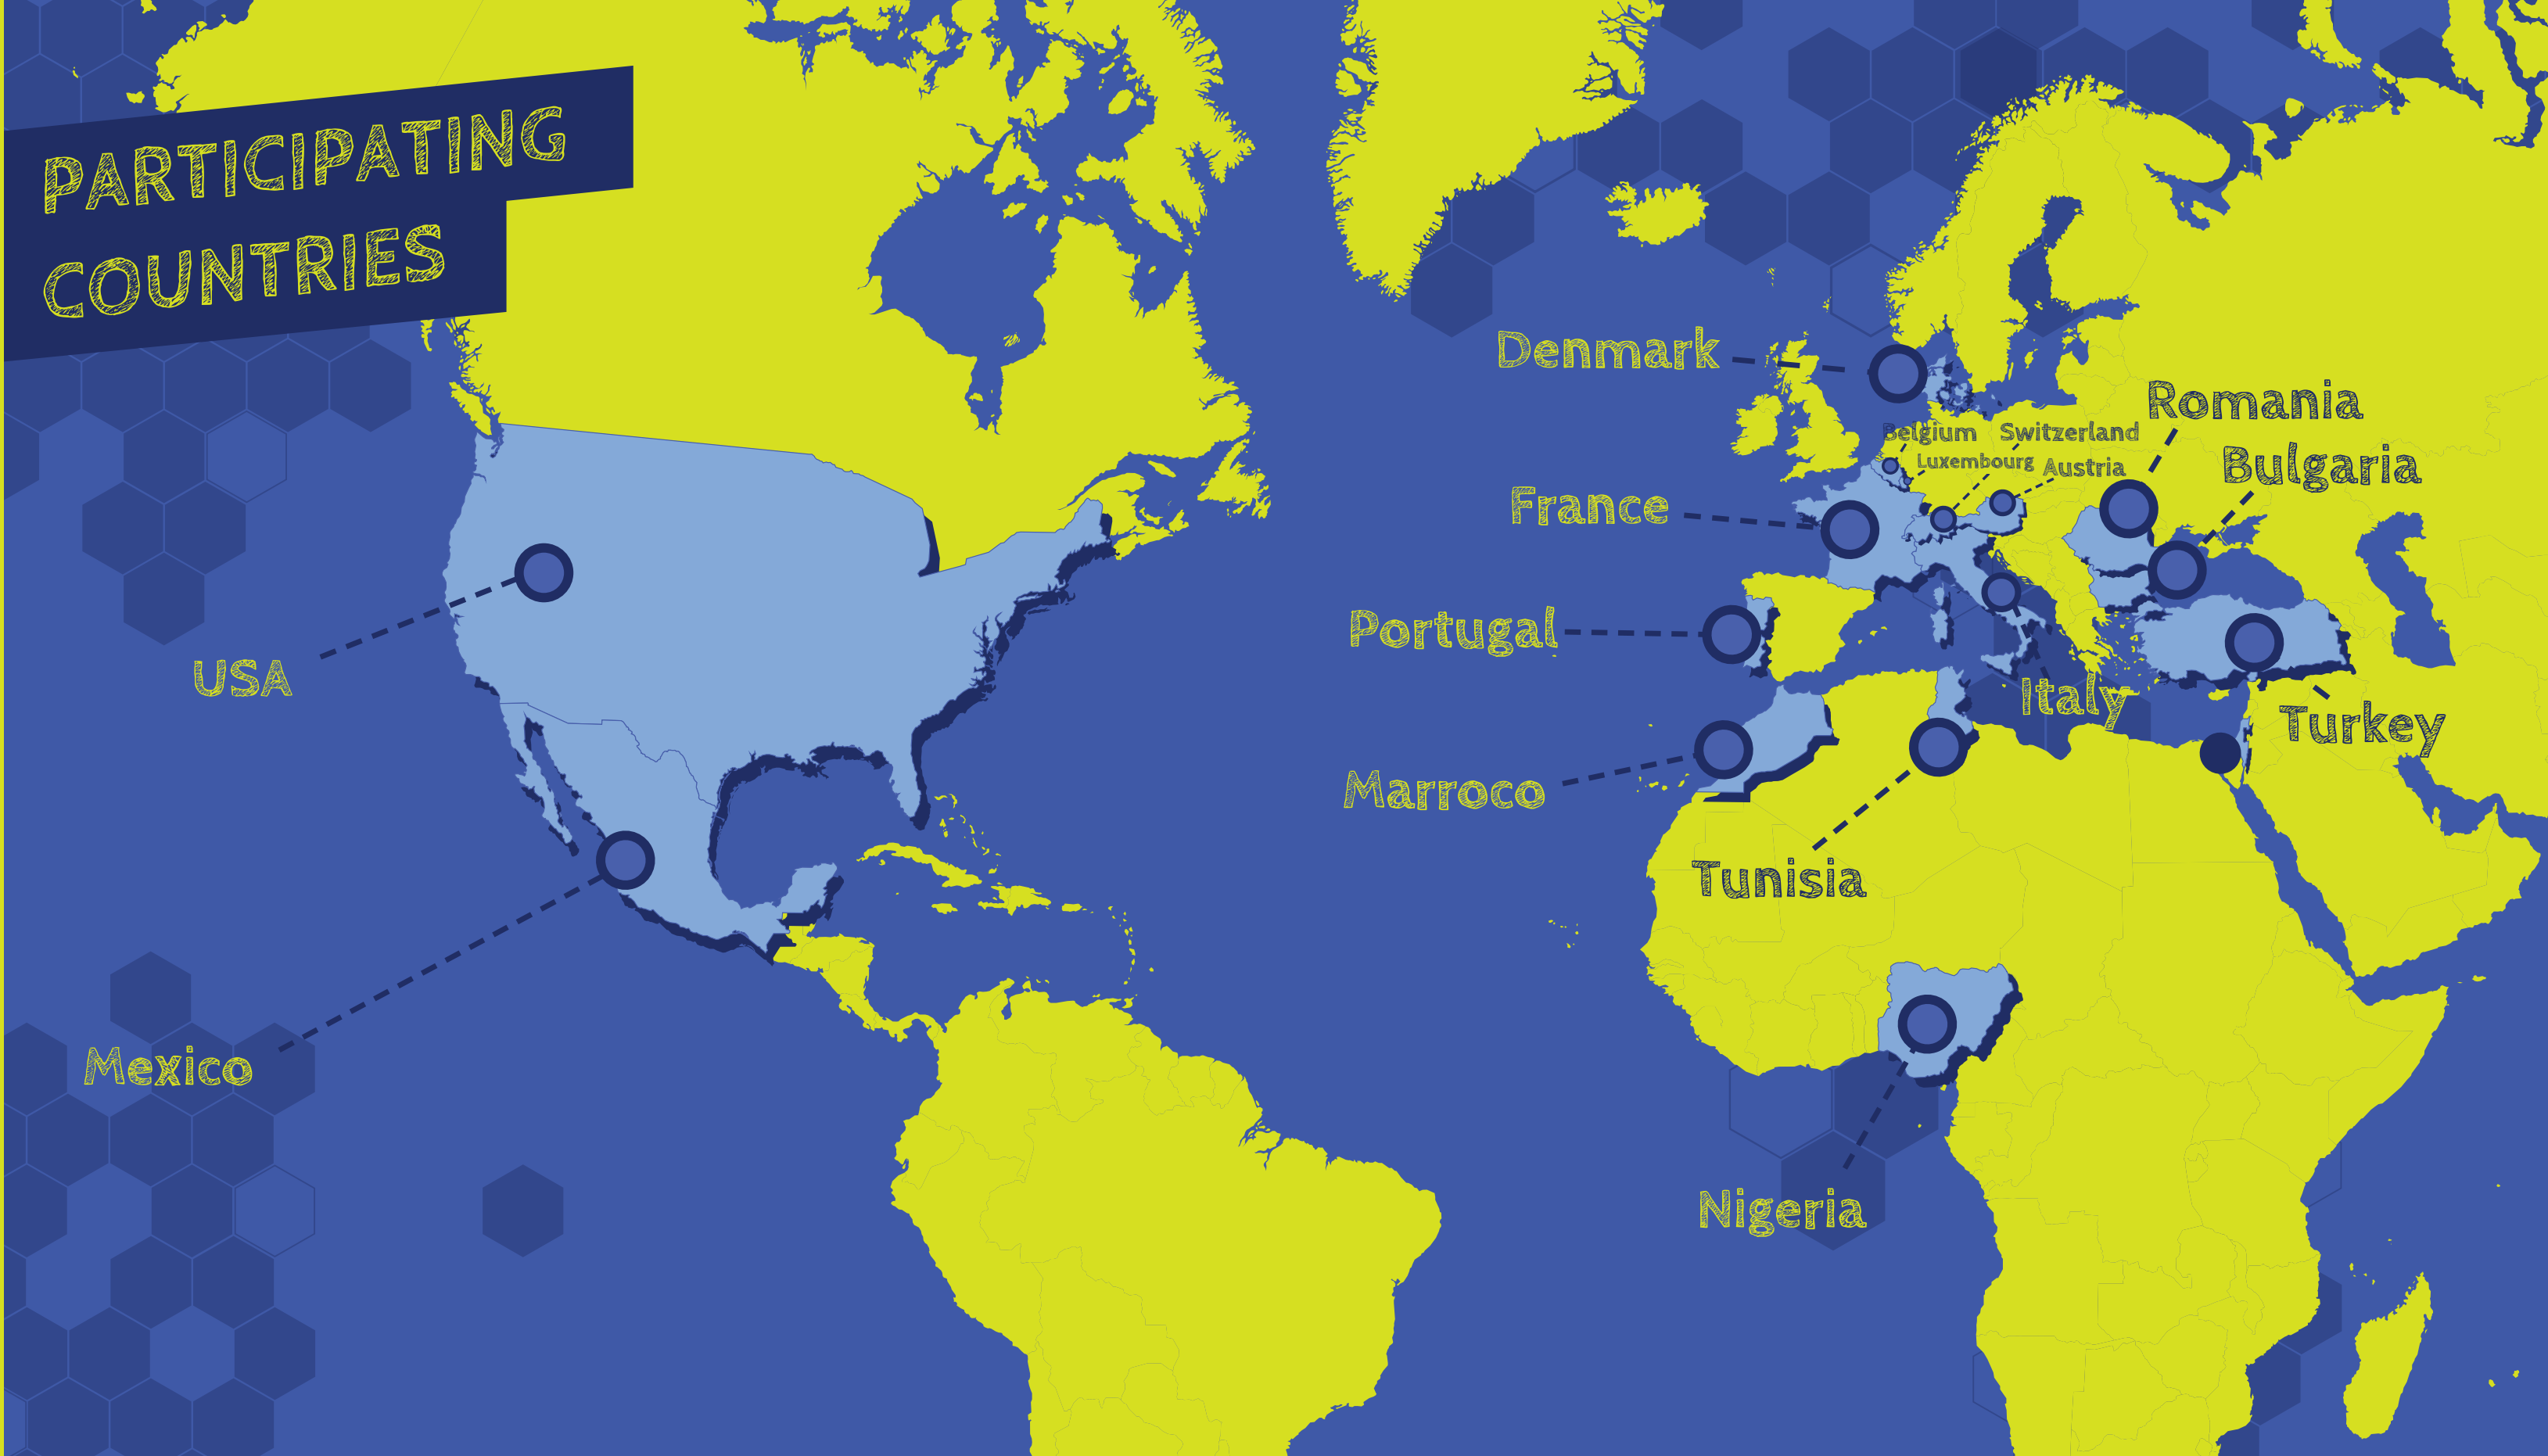 PARTICIPATING
COUNTRIES
Denmark
Romania
Belgium
Switzerland
Bulgaria
Luxembourg
Austria
France
Portugal
USA
Italy
Turkey
Marroco
Tunisia
Mexico
Nigeria